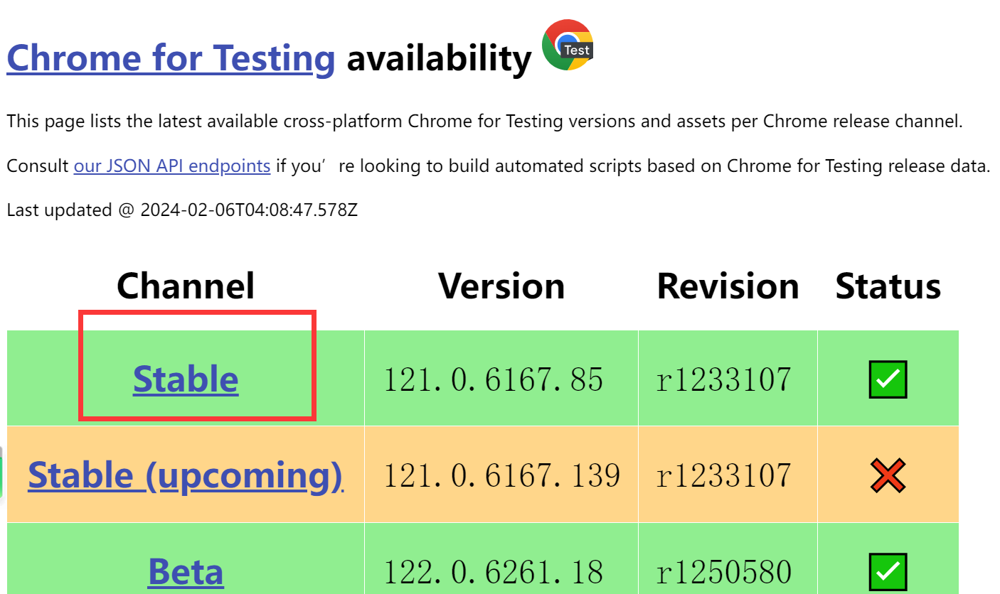 Chrome for Testing availability
Test
This page lists the latest available cross-platform Chrome for Testing versions and assets per Chrome release channel.
Consult our JSON API endpoints if you’re looking to build automated scripts based on Chrome for Testing release data.
Last updated @ 2024-02-06T04:08:47.578Z
Channel Version Revision Status
Stable 121.0.6167.85 r1233107 ✅
Stable (upcoming) 121.0.6167.139 r1233107 ❌
Beta 122.0.6261.18 r1250580 ✅